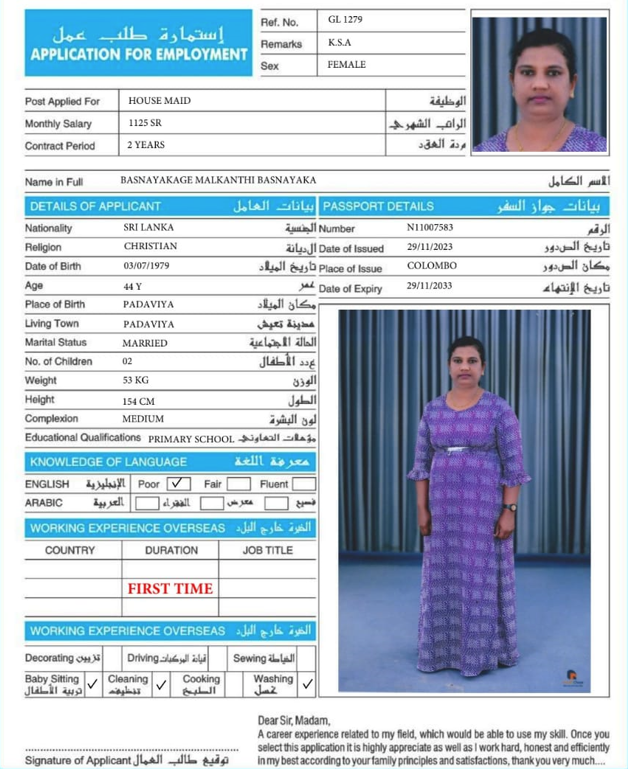 إستمارة طلب عمل
APPLICATION FOR EMPLOYMENT
Ref. No. GL 1279
Remarks K.S.A
Sex FEMALE
Post Applied For HOUSE MAID الوظيفة
Monthly Salary 1125 SR الراتب الشهري
Contract Period 2 YEARS مدة العقد
Name in Full BASNAYAKAGE MALKANTHI BASNAYAKA الاسم الكامل
DETAILS OF APPLICANT بيانات العامل
Nationality SRI LANKA الجنسية
Religion CHRISTIAN الديانة
Date of Birth 03/07/1979 تاريخ الميلاد
Age 44 Y عمر
Place of Birth PADAVIYA مكان الميلاد
Living Town PADAVIYA مدينة تعيش
Marital Status MARRIED الحالة الاجتماعية
No. of Children 02 عدد الأطفال
Weight 53 KG الوزن
Height 154 CM الطول
Complexion MEDIUM لون البشرة
Educational Qualifications PRIMARY SCHOOL مؤهلات
PASSPORT DETAILS بيانات جواز السفر
Number N11007583 الرقم
Date of Issued 29/11/2023 تاريخ الصدور
Place of Issue COLOMBO مكان الصدور
Date of Expiry 29/11/2033 تاريخ الإنتهاء
KNOWLEDGE OF LANGUAGE معرفة اللغة
ENGLISH الإنجليزية Poor ✓ Fair Fluent
ARABIC العربية الفقراء معرض فصيح
WORKING EXPERIENCE OVERSEAS خارج البلد
COUNTRY DURATION JOB TITLE
FIRST TIME
WORKING EXPERIENCE OVERSEAS خارج البلد
Decorating تزيين Driving قيادة المركبات Sewing الخياطة
Baby Sitting ✓ Cleaning ✓ Cooking Washing ✓
تربية الأطفال تنظيف الطبخ غسل
Dear Sir, Madam,
A career experience related to my field, which would be able to use my skill. Once you
select this application it is highly appreciate as well as I work hard, honest and efficiently
in my best according to your family principles and satisfactions, thank you very much....
Signature of Applicant توقيع طالب العمال